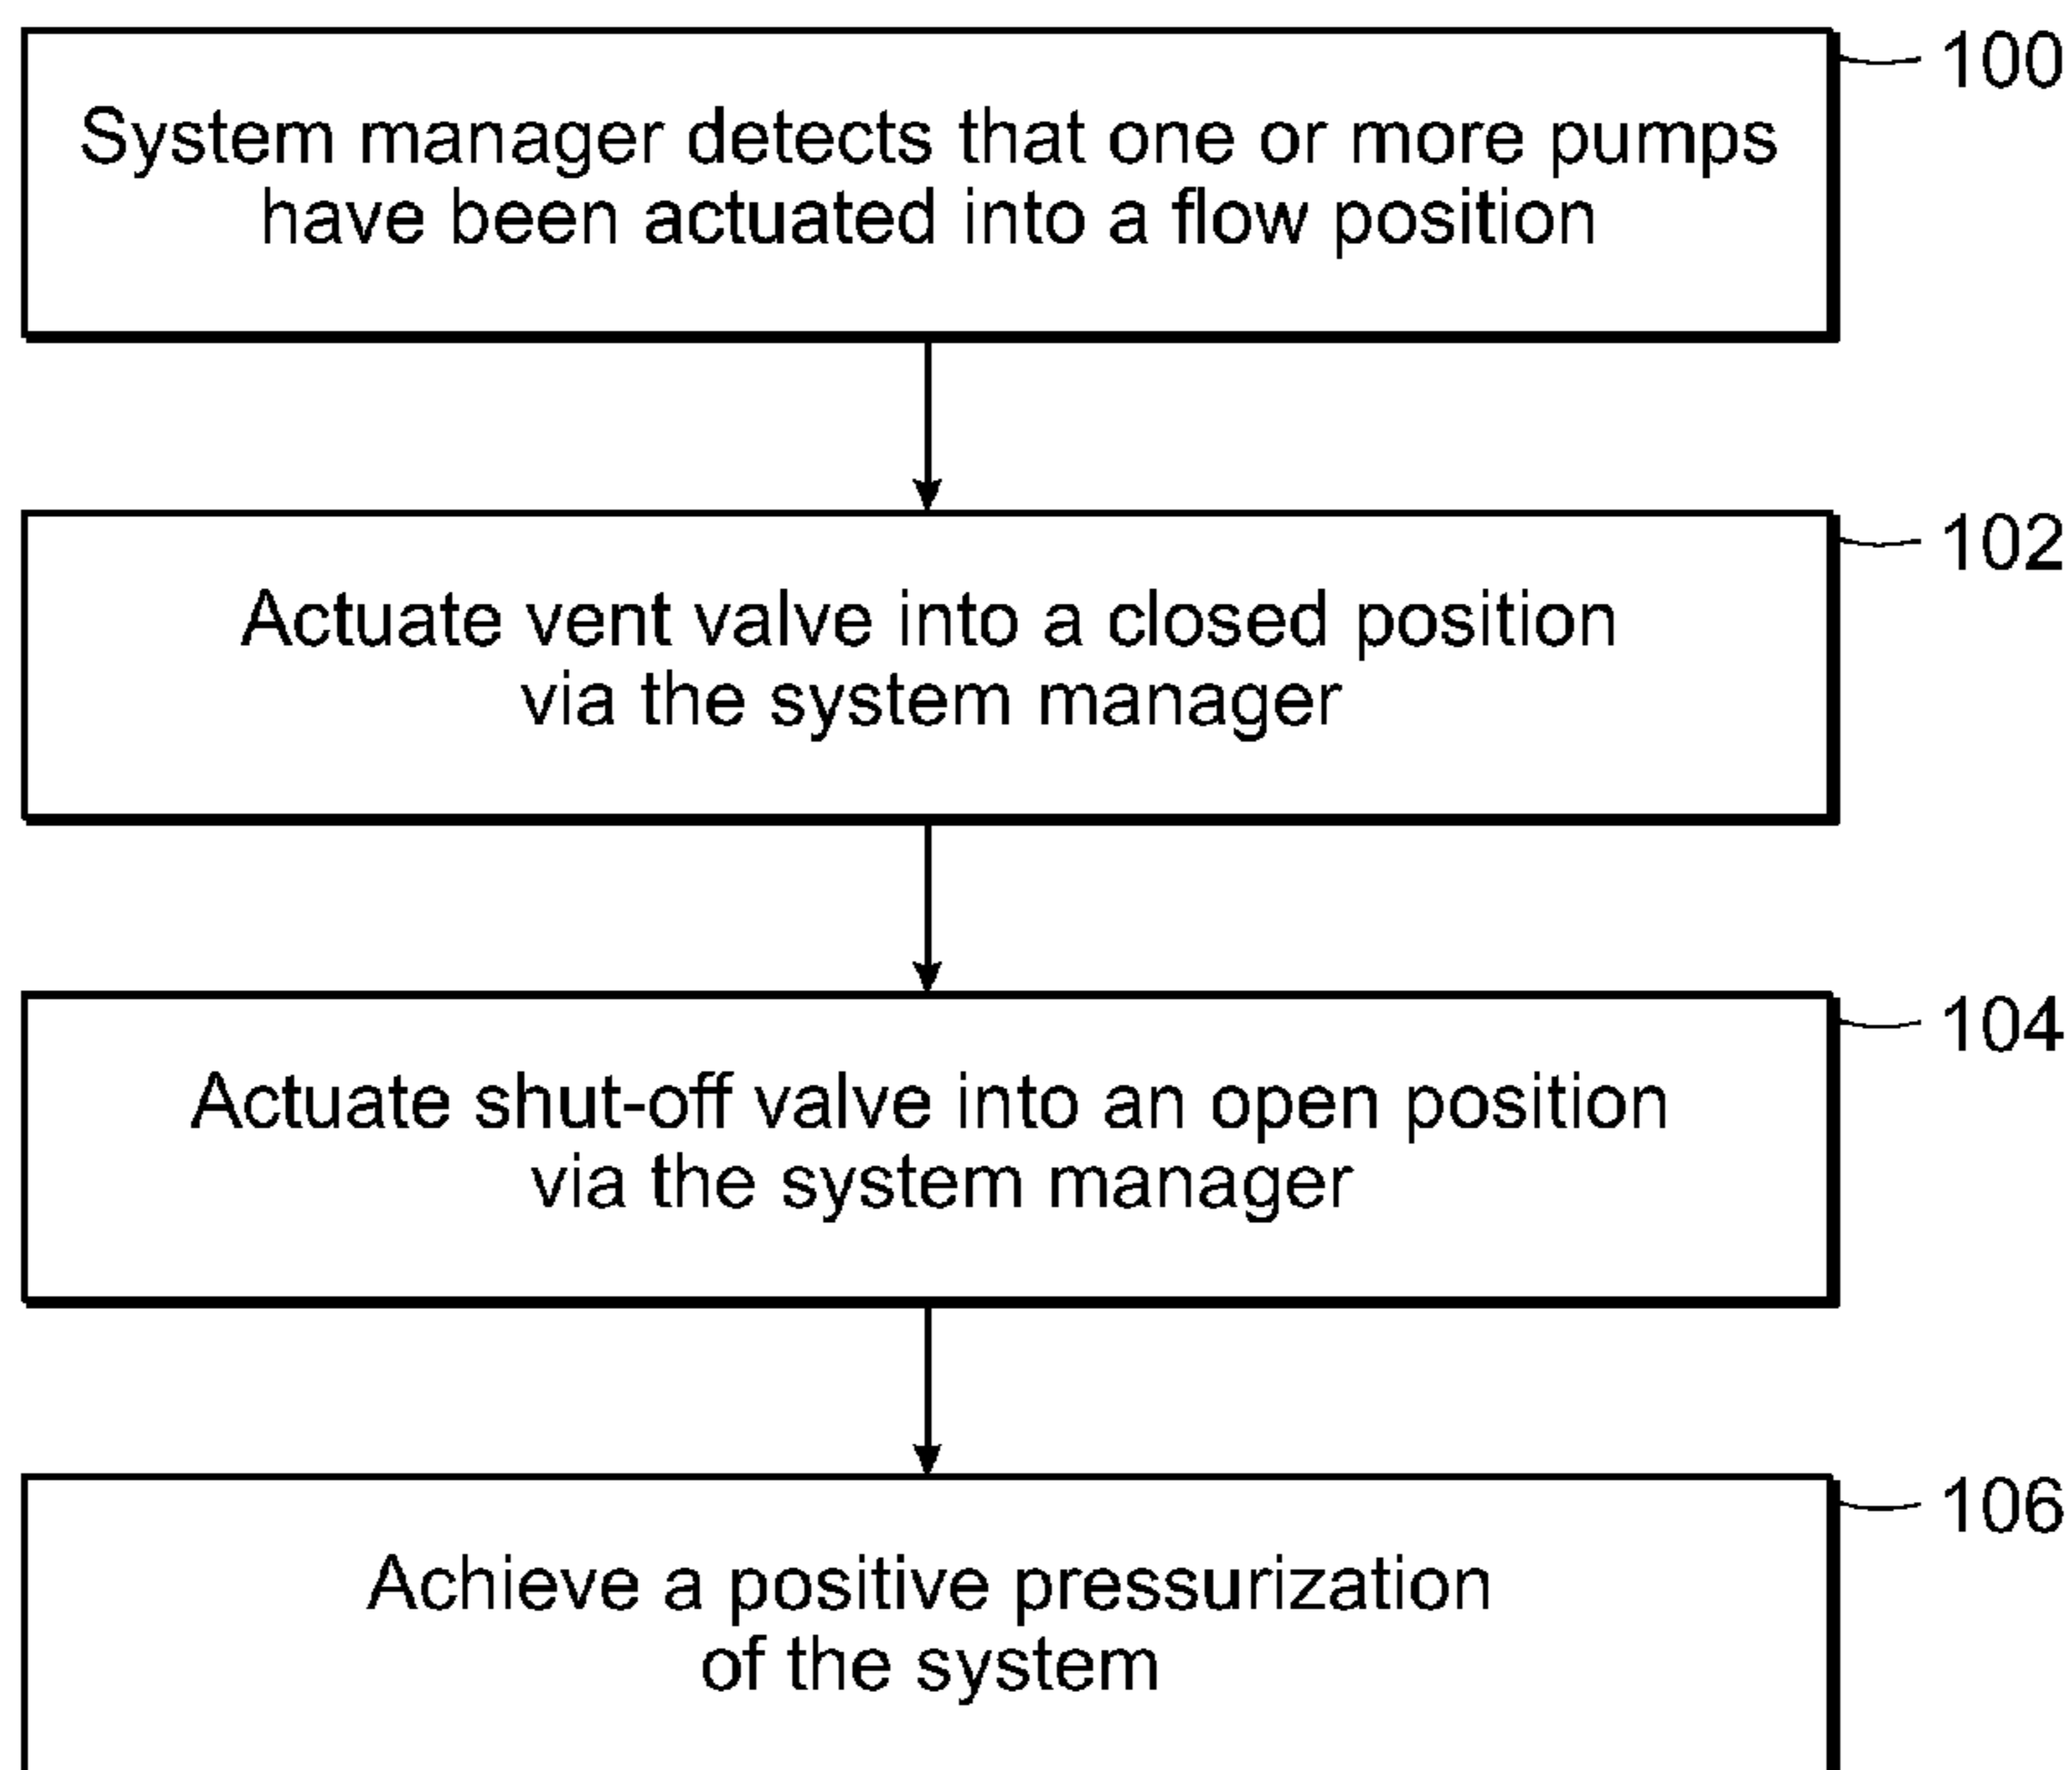 100
System manager detects that one or more pumps
have been actuated into a flow position
102
Actuate vent valve into a closed position
via the system manager
104
Actuate shut-off valve into an open position
via the system manager
106
Achieve a positive pressurization
of the system